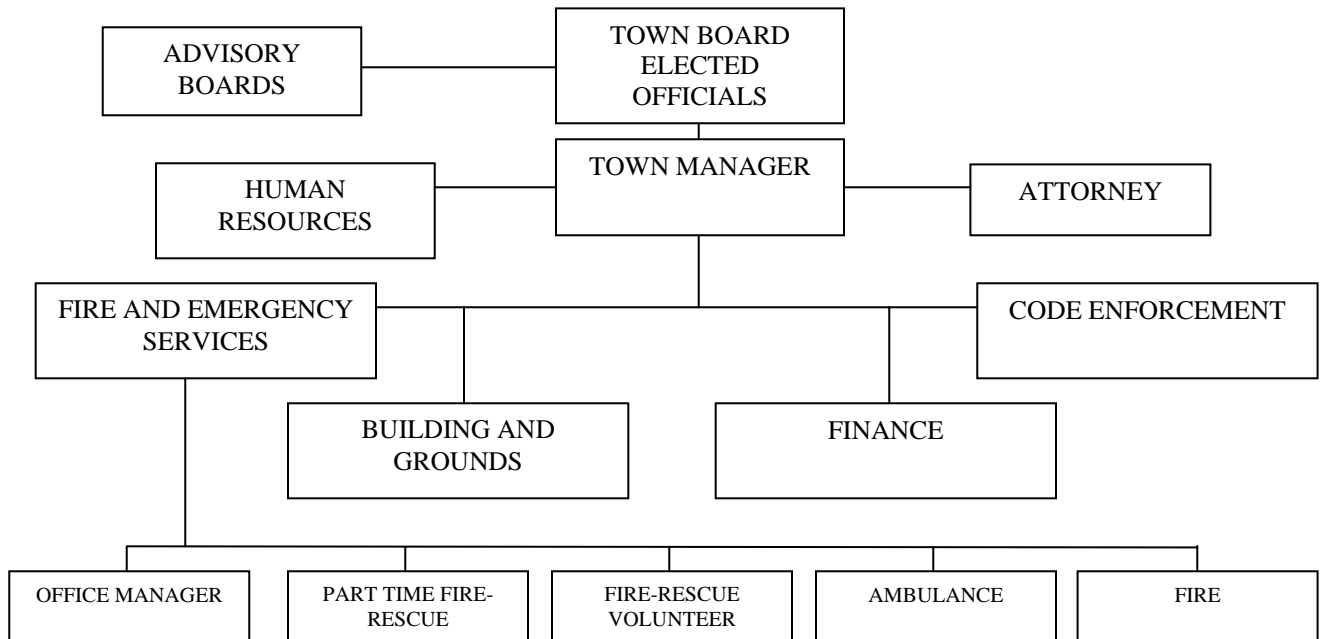 ADVISORY
BOARDS
TOWN BOARD
ELECTED
OFFICIALS
HUMAN
RESOURCES
TOWN MANAGER
ATTORNEY
FIRE AND EMERGENCY
SERVICES
CODE ENFORCEMENT
BUILDING AND
GROUNDS
FINANCE
OFFICE MANAGER
PART TIME FIRE-
RESCUE
FIRE-RESCUE
VOLUNTEER
AMBULANCE
FIRE